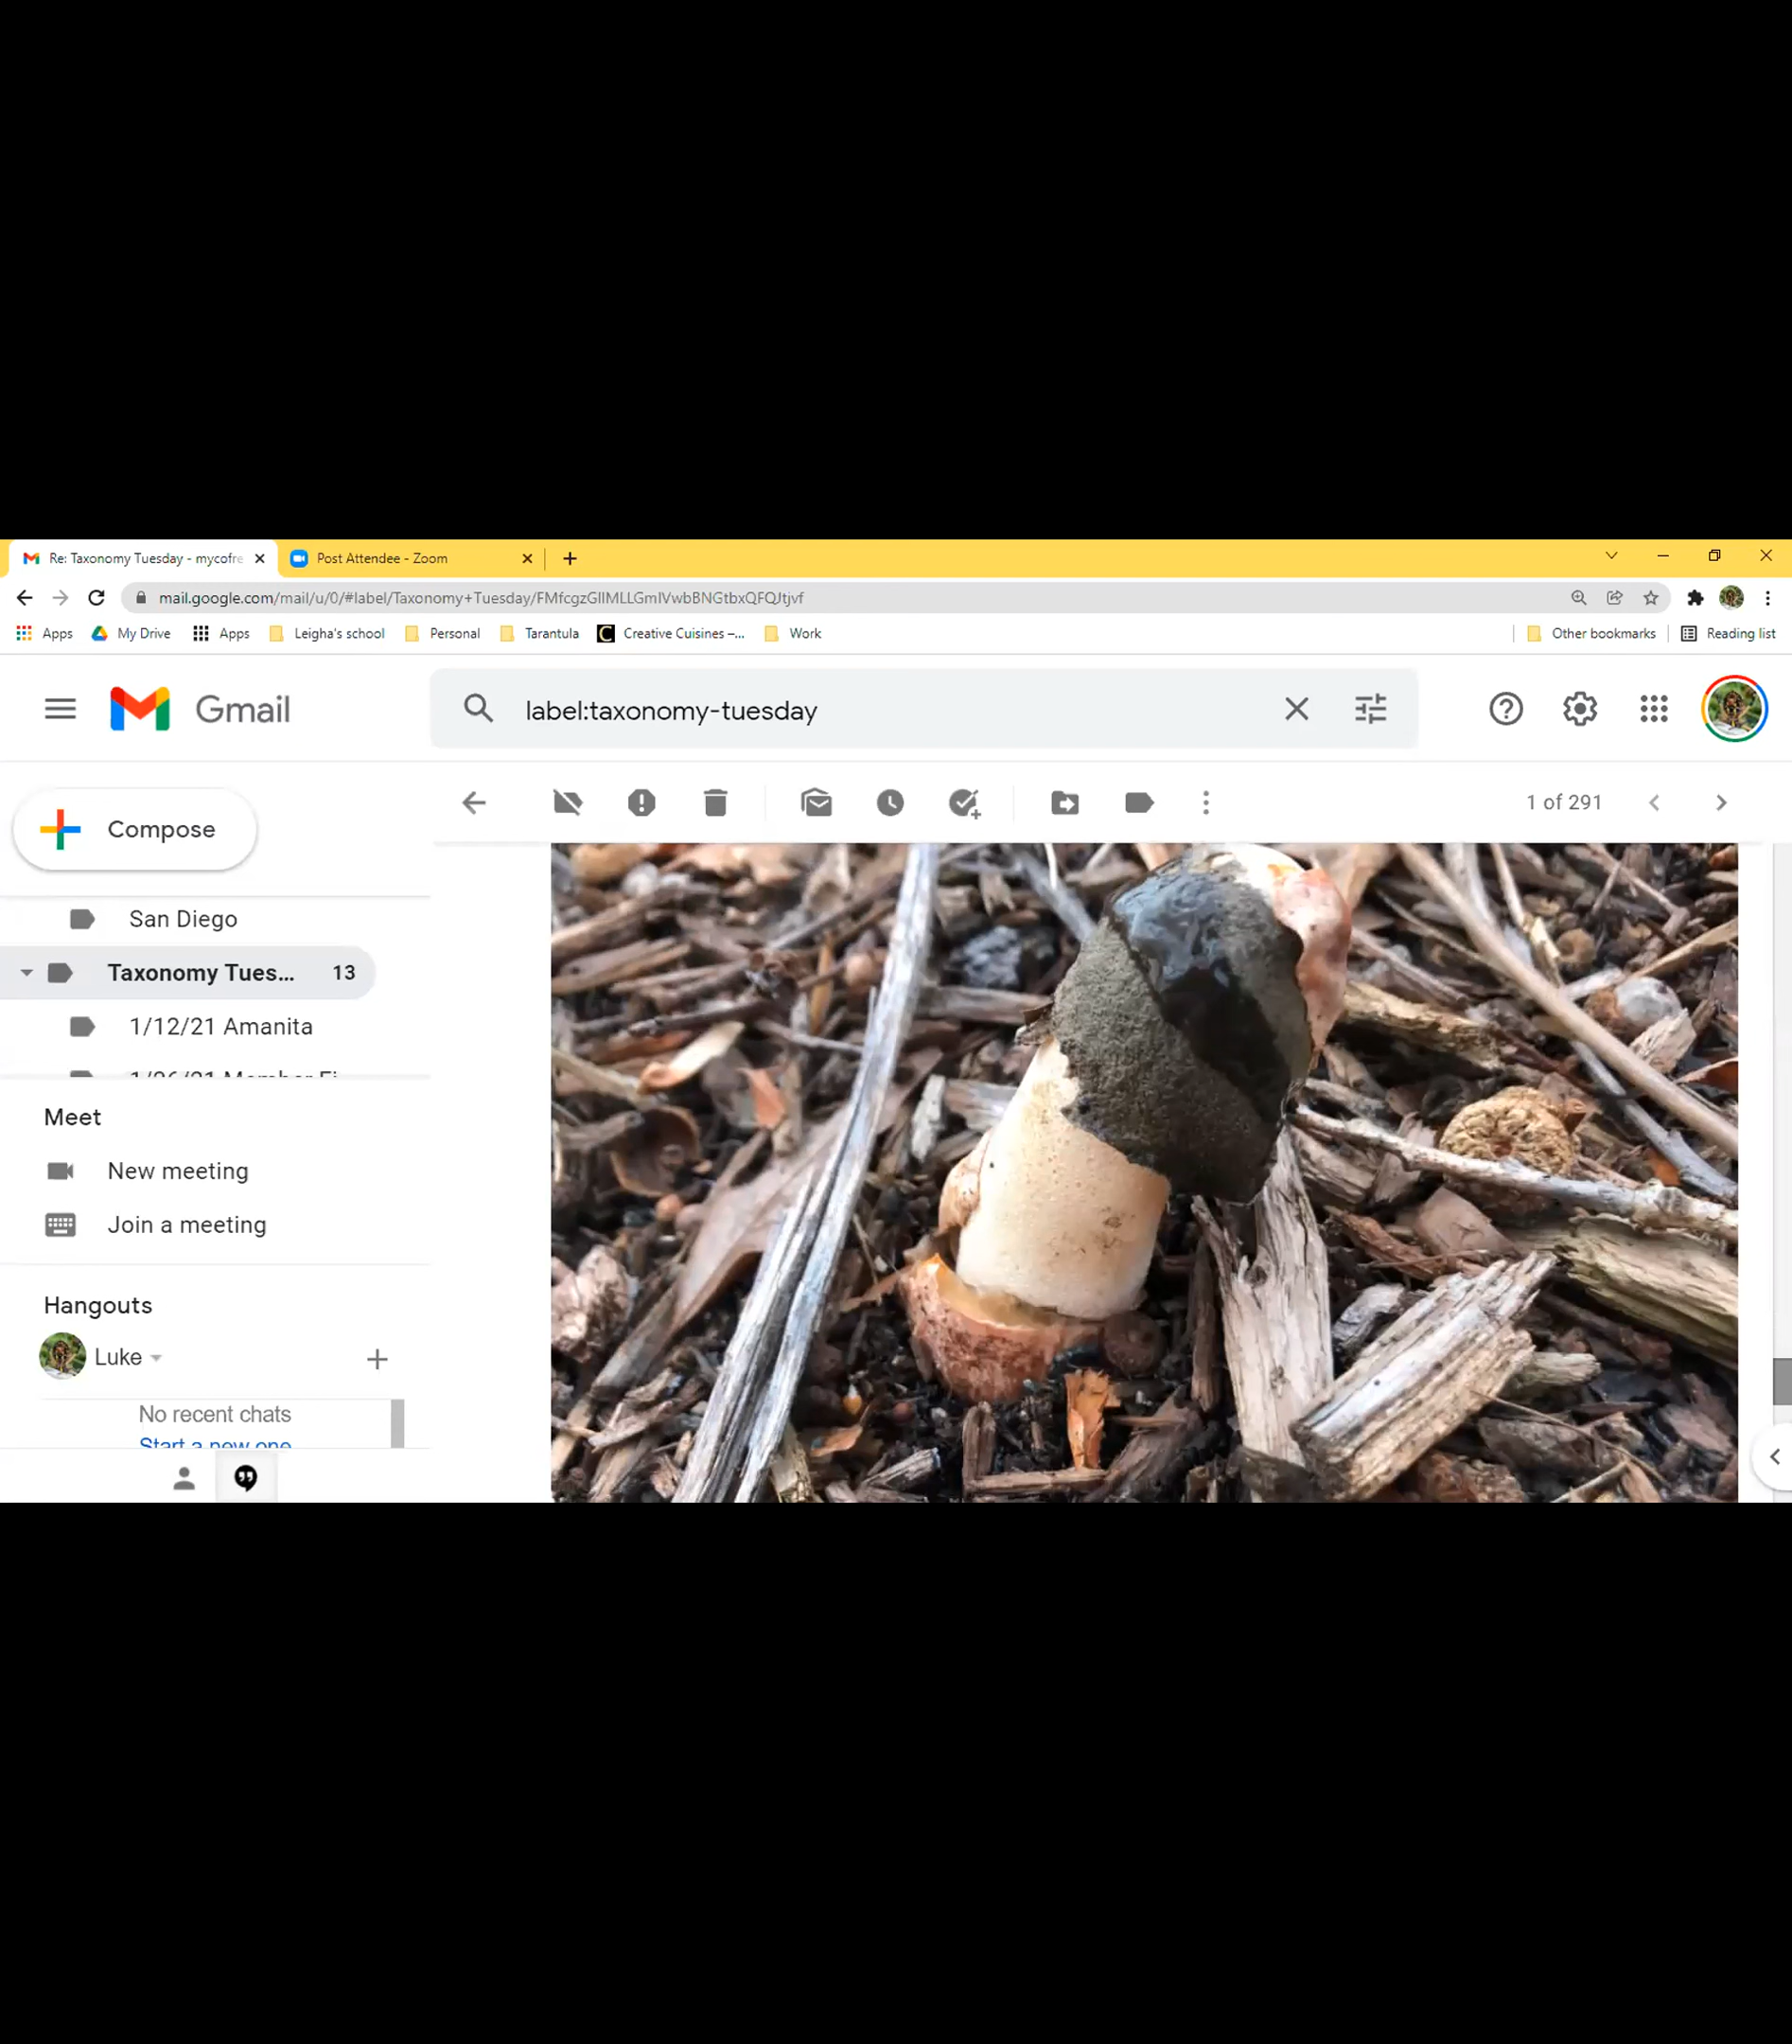 Re: Taxonomy Tuesday - mycofre
Post Attendee - Zoom
mail.google.com/mail/u/0/#label/Taxonomy+Tuesday/FMfcgzGllMLLGmlVwbBNGtbxQFQJtjvf
Apps
My Drive
Apps
Leigha's school
Personal
Tarantula
Creative Cuisines –...
Work
Other bookmarks
Reading list
Gmail
label:taxonomy-tuesday
Compose
1 of 291
San Diego
Taxonomy Tues... 13
1/12/21 Amanita
Meet
New meeting
Join a meeting
Hangouts
Luke
No recent chats
Start a new one